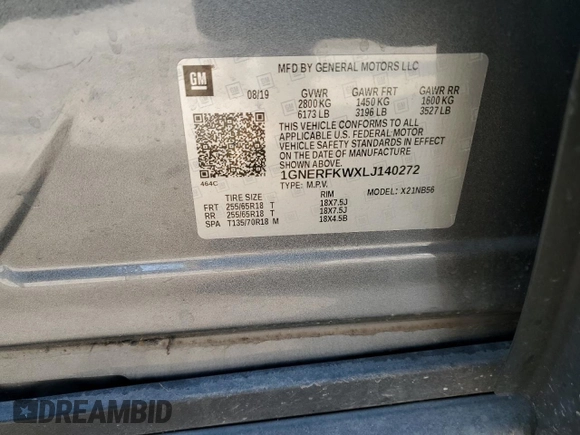 GM
MFD BY GENERAL MOTORS LLC
08/19 GVWR GAWR FRT GAWR RR
2800 KG 1450 KG 1600 KG
6173 LB 3196 LB 3527 LB
THIS VEHICLE CONFORMS TO ALL
APPLICABLE U.S. FEDERAL MOTOR
VEHICLE SAFETY STANDARDS IN EFFECT
ON THE DATE OF MANUFACTURE
SHOWN ABOVE.
1GNERFKWXLJ140272
464C
TYPE: M.P.V. MODEL: X21NB56
TIRE SIZE RIM
FRT 255/65R18 T 18X7.5J
RR 255/65R18 T 18X7.5J
SPA T135/70R18 M 18X4.5B
DREAMBID